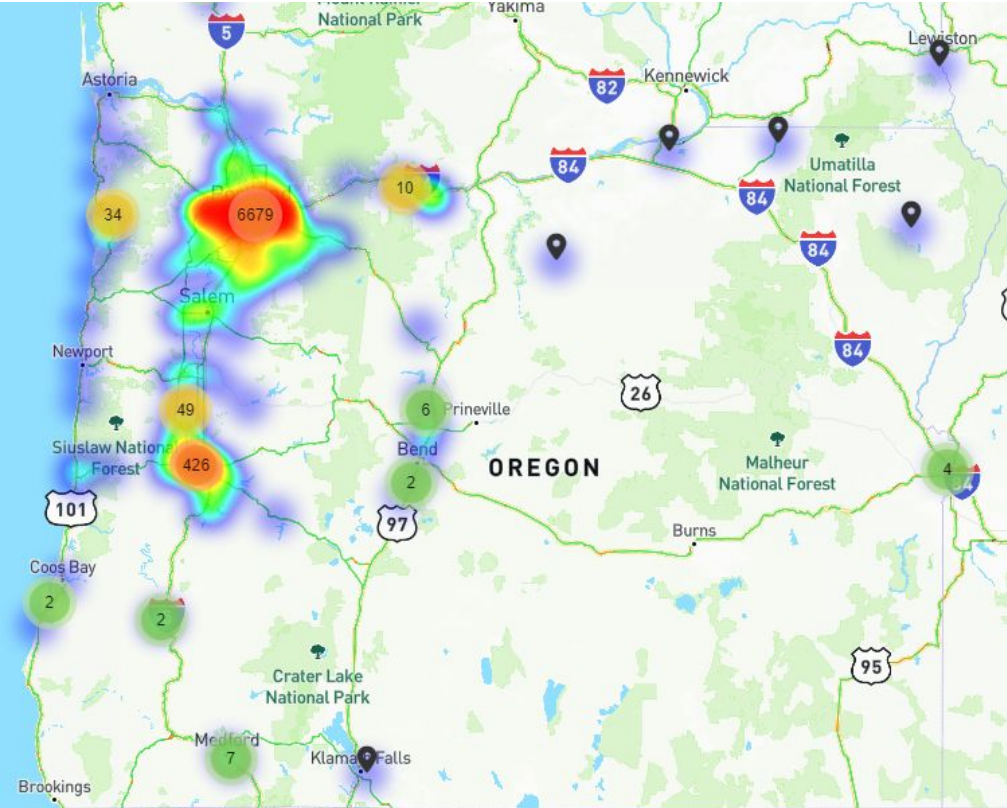 National Park
Yakima
5
Lewiston
Astoria
Kennewick
82
84
Umatilla
National Forest
10
84
34
6679
84
Salem
Newport
84
26
49
6
Prineville
Siuslaw National
Forest
Bend
426
OREGON
Malheur
National Forest
4
2
101
97
Burns
Coos Bay
2
2
Crater Lake
National Park
95
Medford
7
Klamath Falls
Brookings